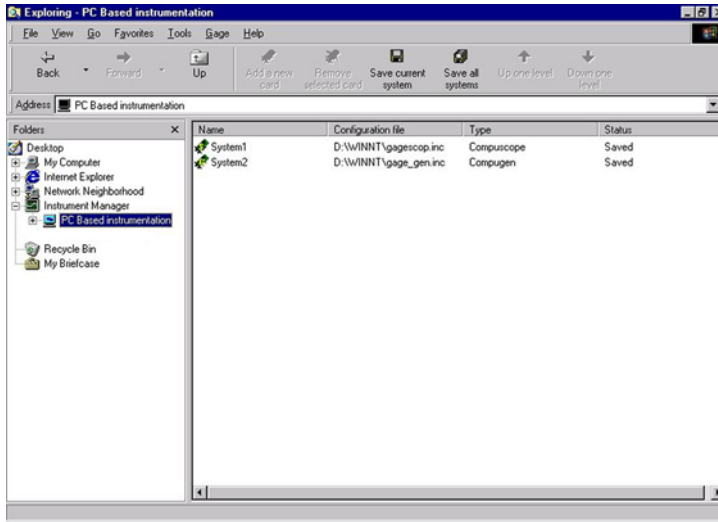 Exploring - PC Based instrumentation
File View Go Favorites Tools Gage Help
Back Forward Up Add a new card Remove selected card Save current system Save all systems Up one level Down one level
Address PC Based instrumentation
Folders
Desktop
My Computer
Internet Explorer
Network Neighborhood
Instrument Manager
PC Based instrumentation
Recycle Bin
My Briefcase
Name Configuration file Type Status
System1 D:\WINNT\gagescop.inc Compuscope Saved
System2 D:\WINNT\gage_gen.inc Compugen Saved